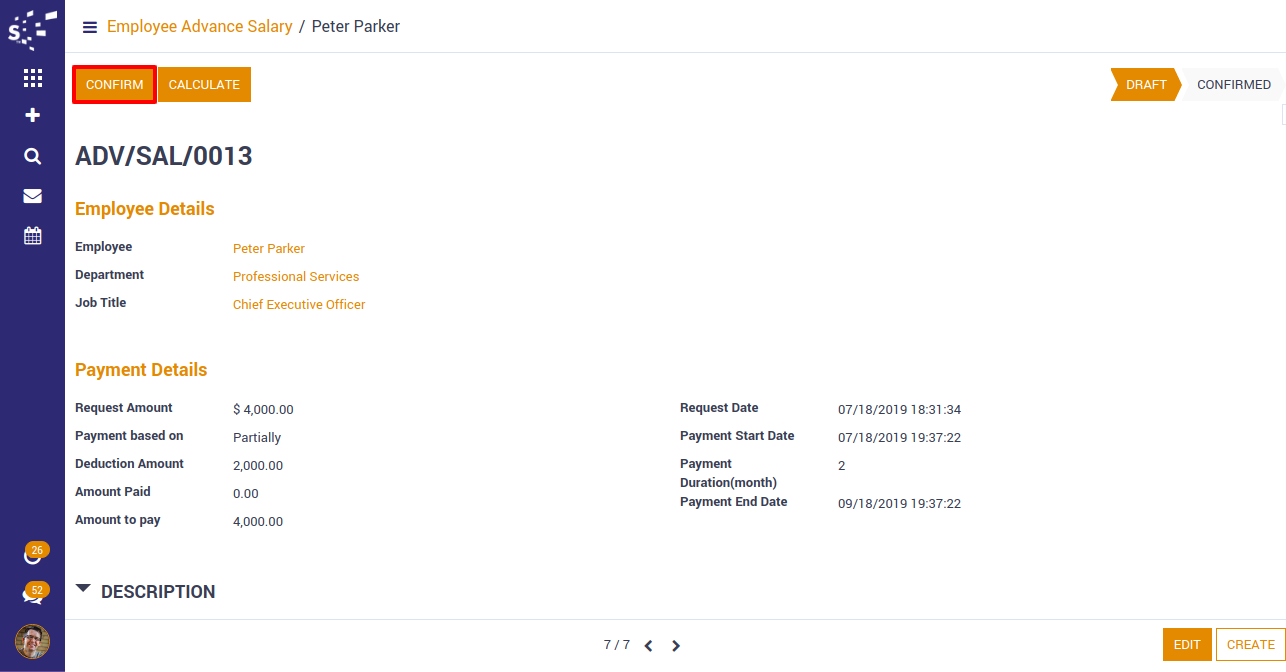 S
Employee Advance Salary / Peter Parker
CONFIRM CALCULATE DRAFT CONFIRMED
ADV/SAL/0013
Employee Details
Employee Peter Parker
Department Professional Services
Job Title Chief Executive Officer
Payment Details
Request Amount $ 4,000.00 Request Date 07/18/2019 18:31:34
Payment based on Partially Payment Start Date 07/18/2019 19:37:22
Deduction Amount 2,000.00 Payment 2
Duration(month)
Amount Paid 0.00 Payment End Date 09/18/2019 19:37:22
Amount to pay 4,000.00
26
52
DESCRIPTION
7 / 7 EDIT CREATE